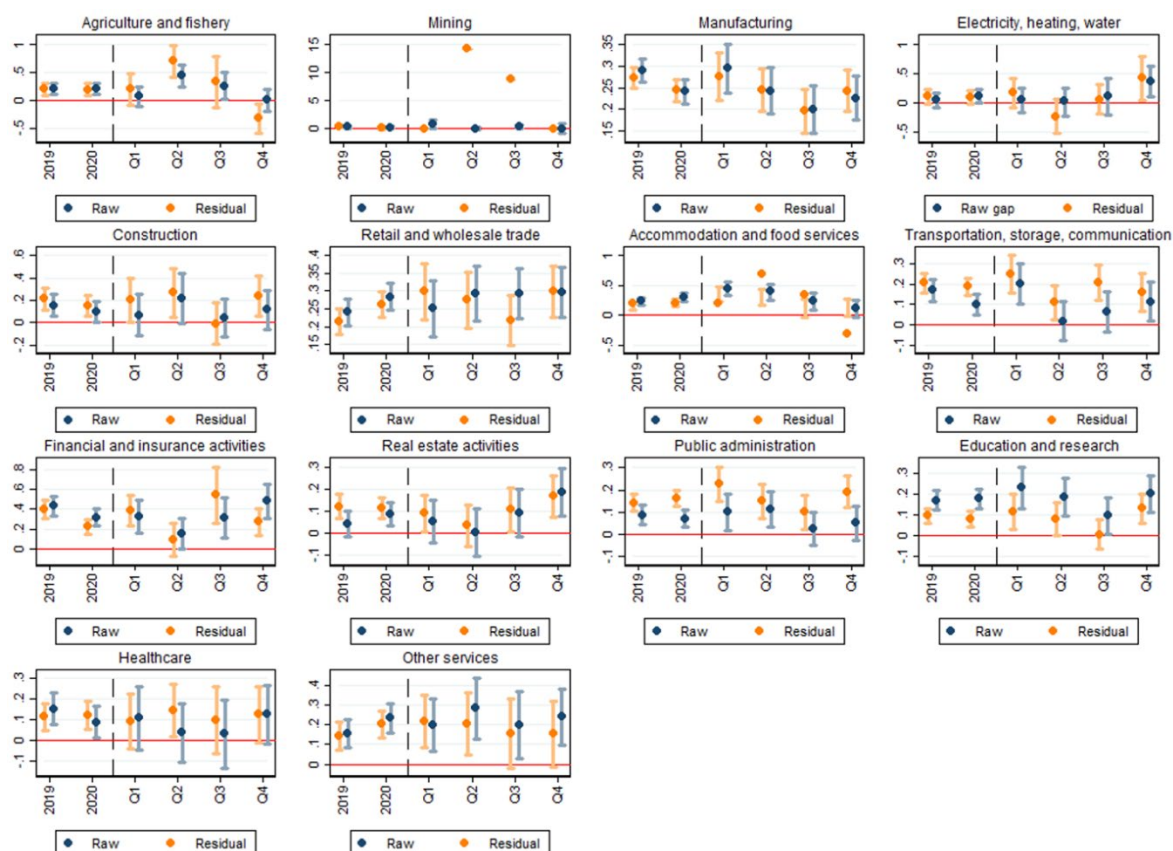 Agriculture and fishery
1
.5
0
-.5
2019
2020
Q1
Q2
Q3
Q4
Raw
Residual
Mining
15
10
5
0
2019
2020
Q1
Q2
Q3
Q4
Raw
Residual
Manufacturing
.35
.25
.15
2019
2020
Q1
Q2
Q3
Q4
Raw
Residual
Electricity, heating, water
1
.5
0
-.5
2019
2020
Q1
Q2
Q3
Q4
Raw gap
Residual
Construction
.6
.4
.2
0
-.2
2019
2020
Q1
Q2
Q3
Q4
Raw
Residual
Retail and wholesale trade
.4
.35
.3
.25
.15
2019
2020
Q1
Q2
Q3
Q4
Residual
Raw
Accommodation and food services
1
.5
0
-.5
2019
2020
Q1
Q2
Q3
Q4
Raw
Residual
Transportation, storage, communication
.3
.2
.1
0
-.1
2019
2020
Q1
Q2
Q3
Q4
Residual
Raw
Financial and insurance activities
.8
.6
.4
.2
0
2019
2020
Q1
Q2
Q3
Q4
Residual
Raw
Real estate activities
.3
.2
.1
0
-.1
2019
2020
Q1
Q2
Q3
Q4
Residual
Raw
Public administration
.3
.2
.1
0
-.1
2019
2020
Q1
Q2
Q3
Q4
Raw
Residual
Education and research
.3
.2
.1
0
-.1
2019
2020
Q1
Q2
Q3
Q4
Raw
Residual
Healthcare
.3
.2
.1
0
-.1
2019
2020
Q1
Q2
Q3
Q4
Residual
Raw
Other services
.4
.3
.2
.1
0
2019
2020
Q1
Q2
Q3
Q4
Residual
Raw